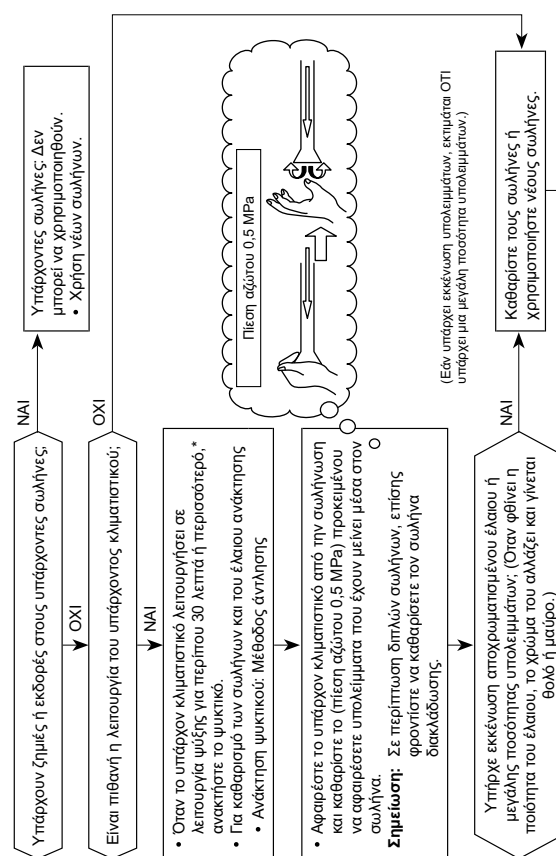 Υπάρχουν ζημιές ή εκδορές στους υπάρχοντες σωλήνες;
ΝΑΙ
Υπάρχοντες σωλήνες: Δεν
μπορεί να χρησιμοποιηθούν.
• Χρήση νέων σωλήνων.
ΟΧΙ
Είναι πιθανή η λειτουργία του υπάρχοντος κλιματιστικού;
ΟΧΙ
ΝΑΙ
• Όταν το υπάρχον κλιματιστικό λειτουργήσει σε
λειτουργία ψύξης για περίπου 30 λεπτά ή περισσότερο,*
ανακτήστε το ψυκτικό.
• Για καθαρισμό των σωλήνων και του έλαιου ανάκτησης
• Ανάκτηση ψυκτικού: Μέθοδος άντλησης
Πίεση αζώτου 0,5 MPa
• Αφαιρέστε το υπάρχον κλιματιστικό από την σωλήνωση
και καθαρίστε το (πίεση αζώτου 0,5 MPa) προκειμένου
να αφαιρέσετε υπολείμματα που έχουν μείνει μέσα στον
σωλήνα.
Σημείωση: Σε περίπτωση διπλών σωλήνων, επίσης
φροντίστε να καθαρίσετε τον σωλήνα
διακλάδωσης.
Υπήρχε εκκένωση αποχρωματισμένου έλαιου ή
μεγάλης ποσότητας υπολειμμάτων; (Όταν φθίνει η
ποιότητα του έλαιου, το χρώμα του αλλάζει και γίνεται
θολό ή μαύρο.)
ΝΑΙ
(Εάν υπάρχει εκκένωση υπολειμμάτων, εκτιμάται ΟΤΙ
υπάρχει μια μεγάλη ποσότητα υπολειμμάτων.)
Καθαρίστε τους σωλήνες ή
χρησιμοποιήστε νέους σωλήνες.